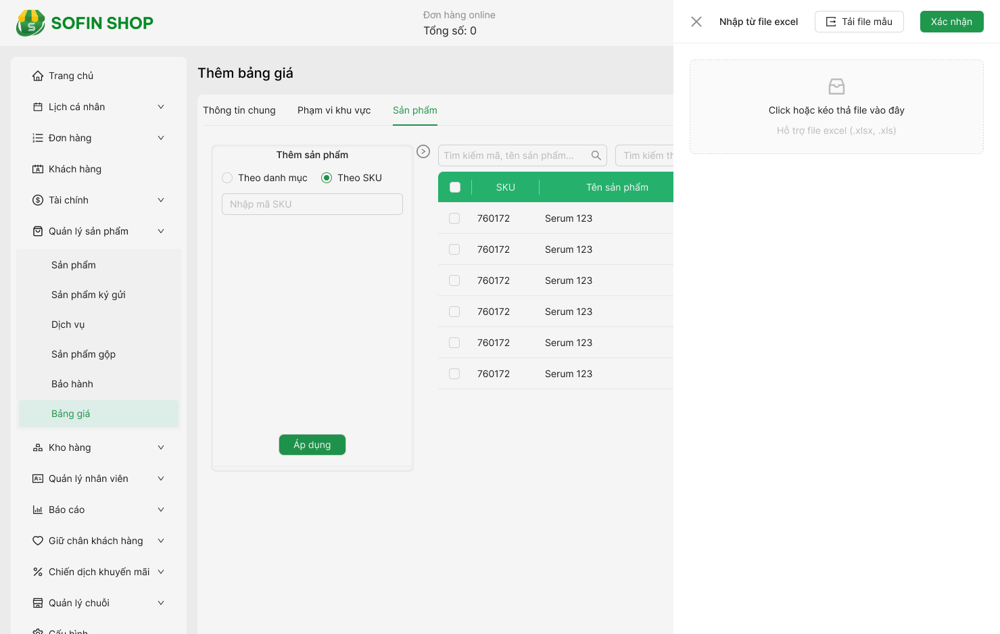 SOFIN SHOP
Đơn hàng online
Tổng số: 0
Nhập từ file excel
Tải file mẫu
Xác nhận
Trang chủ
Lịch cá nhân
Đơn hàng
Khách hàng
Tài chính
Quản lý sản phẩm
Sản phẩm
Sản phẩm ký gửi
Dịch vụ
Sản phẩm gộp
Bảo hành
Bảng giá
Kho hàng
Quản lý nhân viên
Báo cáo
Giữ chân khách hàng
Chiến dịch khuyến mãi
Quản lý chuỗi
Cấu hình
Thêm bảng giá
Thông tin chung
Phạm vi khu vực
Sản phẩm
Thêm sản phẩm
Theo danh mục
Theo SKU
Nhập mã SKU
Áp dụng
Tìm kiếm mã, tên sản phẩm...
Tìm kiếm th
SKU
Tên sản phẩm
760172 Serum 123
760172 Serum 123
760172 Serum 123
760172 Serum 123
760172 Serum 123
760172 Serum 123
Click hoặc kéo thả file vào đây
Hỗ trợ file excel (.xlsx, .xls)